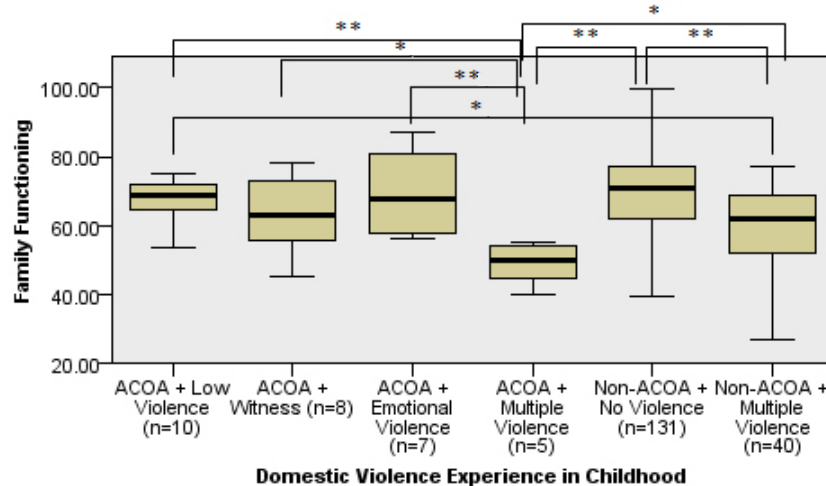 **
*
*
**
**
**
*
100.00
80.00
60.00
40.00
20.00
Family Functioning
ACOA + Low
Violence
(n=10)
ACOA +
Witness (n=8)
ACOA +
Emotional
Violence
(n=7)
ACOA +
Multiple
Violence
(n=5)
Non-ACOA +
No Violence
(n=131)
Non-ACOA +
Multiple
Violence
(n=40)
Domestic Violence Experience in Childhood